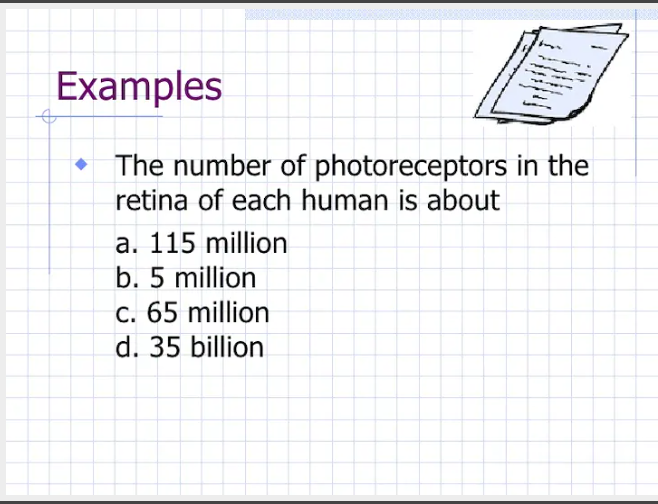 Examples
The number of photoreceptors in the
retina of each human is about
a. 115 million
b. 5 million
c. 65 million
d. 35 billion